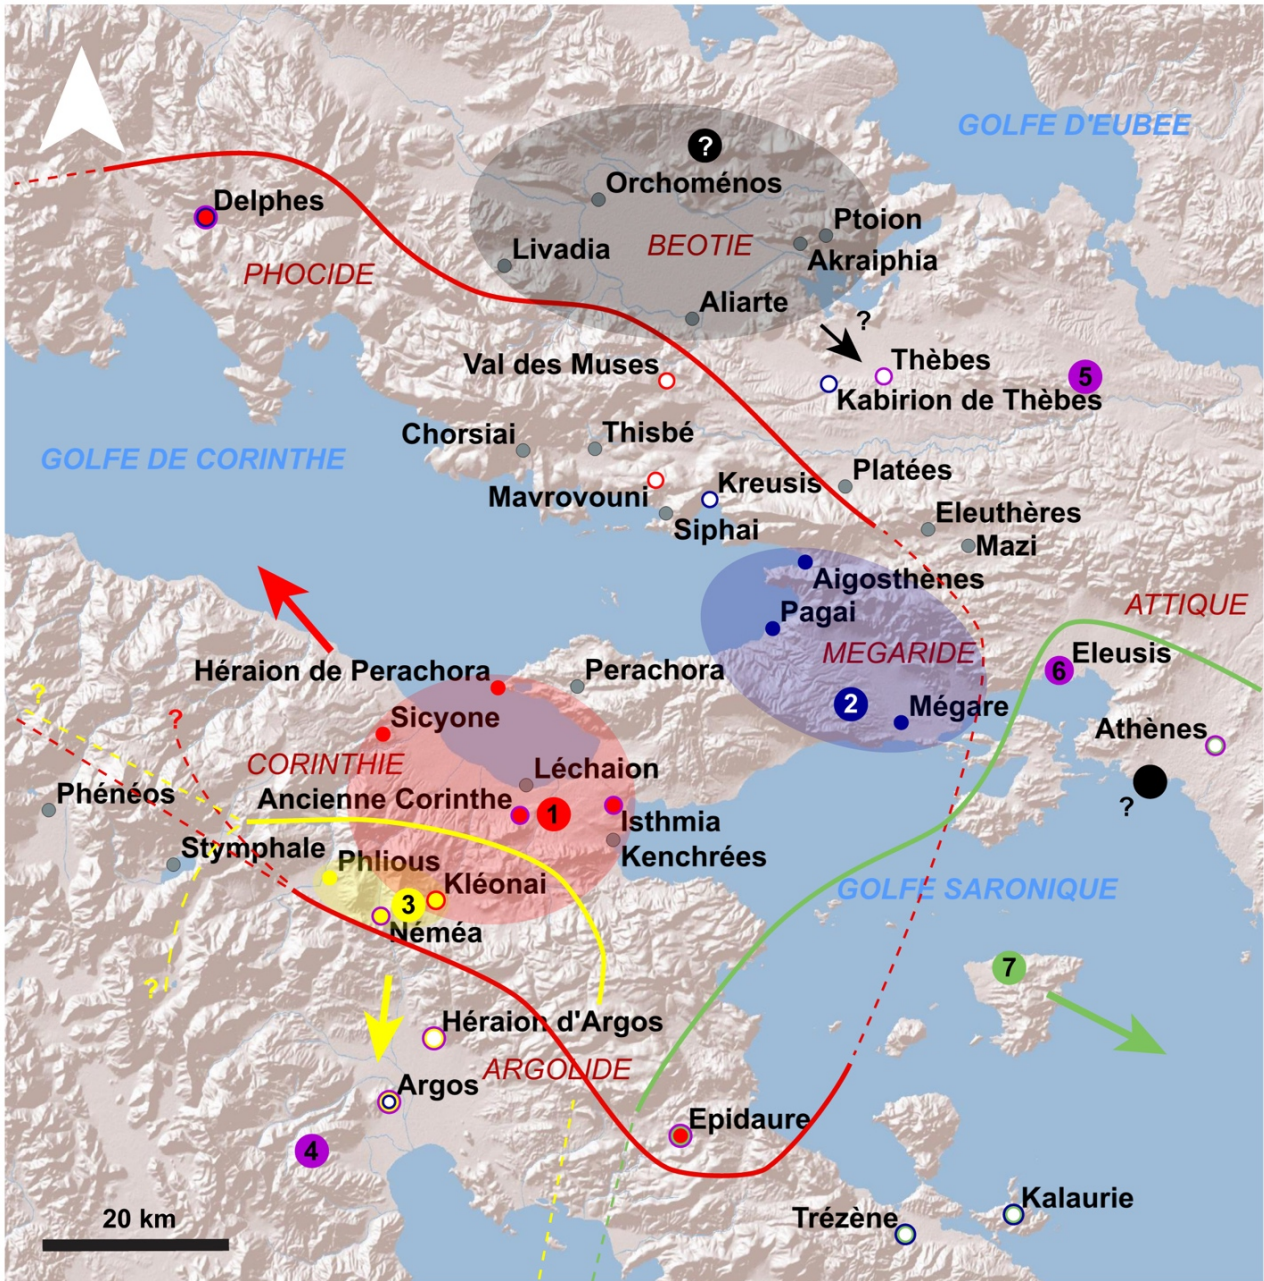 GOLFE D'EUBEE
?
Orchoménos
Delphes
Ptoion
BEOTIE
Livadia
Akraiphia
PHOCIDE
Aliarte
?
Val des Muses
Thèbes
5
Kabirion de Thèbes
Chorsiai
Thisbé
GOLFE DE CORINTHE
Platées
Kreusis
Mavrovouni
Eleuthères
Siphai
Mazi
Aigosthènes
ATTIQUE
Pagai
MEGARIDE
Eleusis
6
Héraion de Perachora
Perachora
?
2
Mégare
Sicyone
?
Athènes
CORINTHIE
Léchaion
Phénéos
Ancienne Corinthe
1
?
Isthmia
Stymphale
Kenchrées
Phlious
Kléonai
GOLFE SARONIQUE
3
Néméa
7
?
Héraion d'Argos
ARGOLIDE
Argos
Epidaure
4
Kalaurie
20 km
Trézène